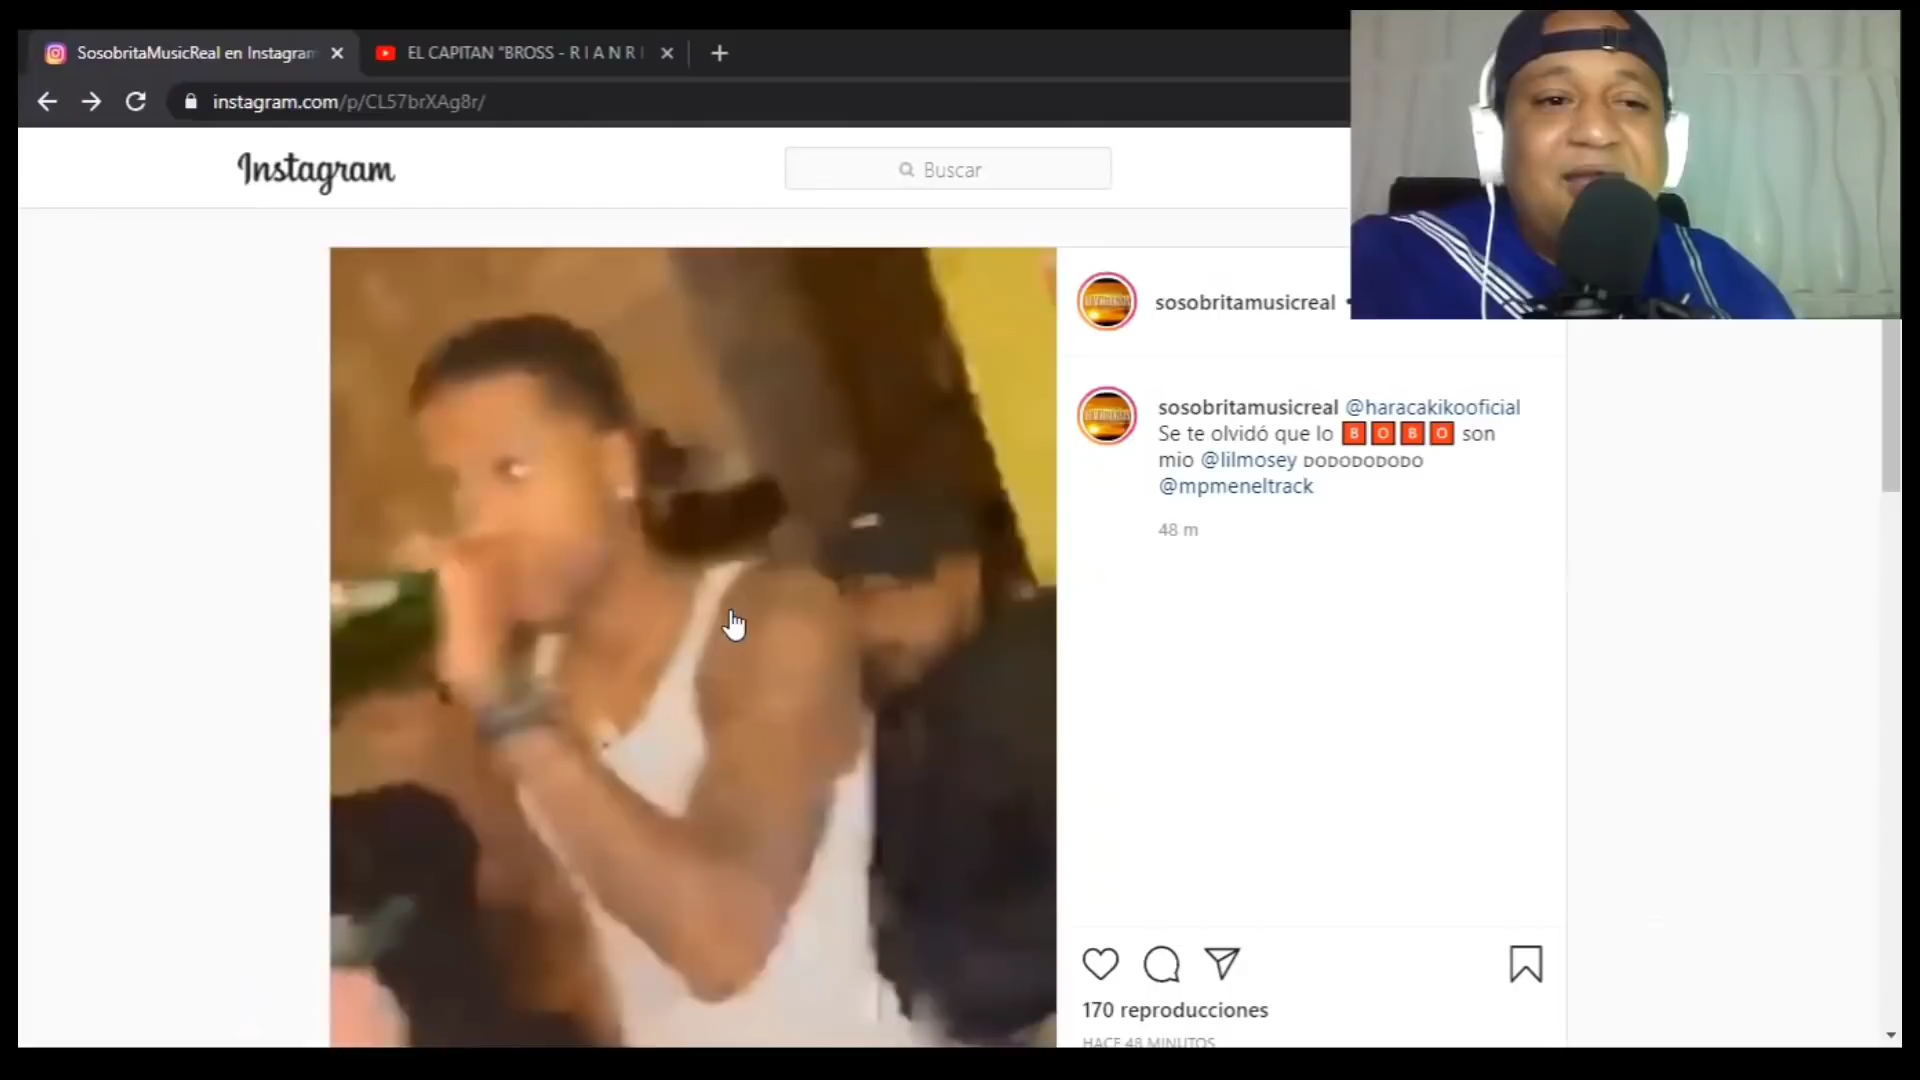 SosobritaMusicReal en Instagram
EL CAPITAN "BROSS - R I A N R I
instagram.com/p/CL57brXAg8r/
Instagram
Buscar
sosobritamusicreal •
sosobritamusicreal @haracakikooficial
Se te olvidó que lo 🅱🅾🅱🅾 son
mio @lilmosey ᴅᴏᴅᴏᴅᴏᴅᴏᴅᴏ
@mpmeneltrack
48 m
170 reproducciones
HACE 48 MINUTOS